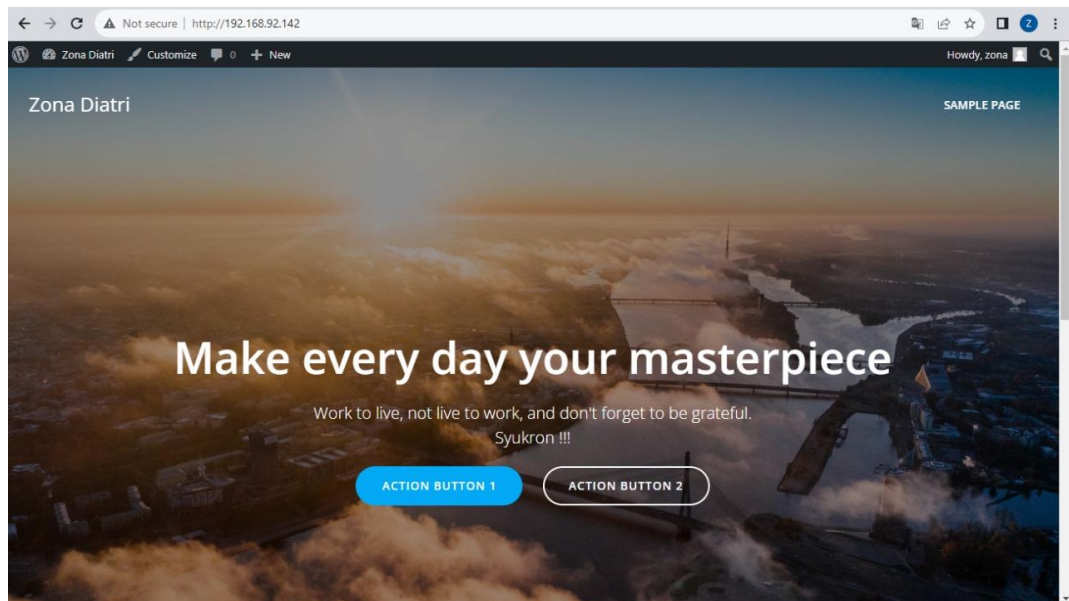 Not secure | http://192.168.92.142
Z
Zona Diatri Customize 0 New Howdy, zona
Zona Diatri SAMPLE PAGE
Make every day your masterpiece
Work to live, not live to work, and don't forget to be grateful.
Syukron !!!
ACTION BUTTON 1 ACTION BUTTON 2